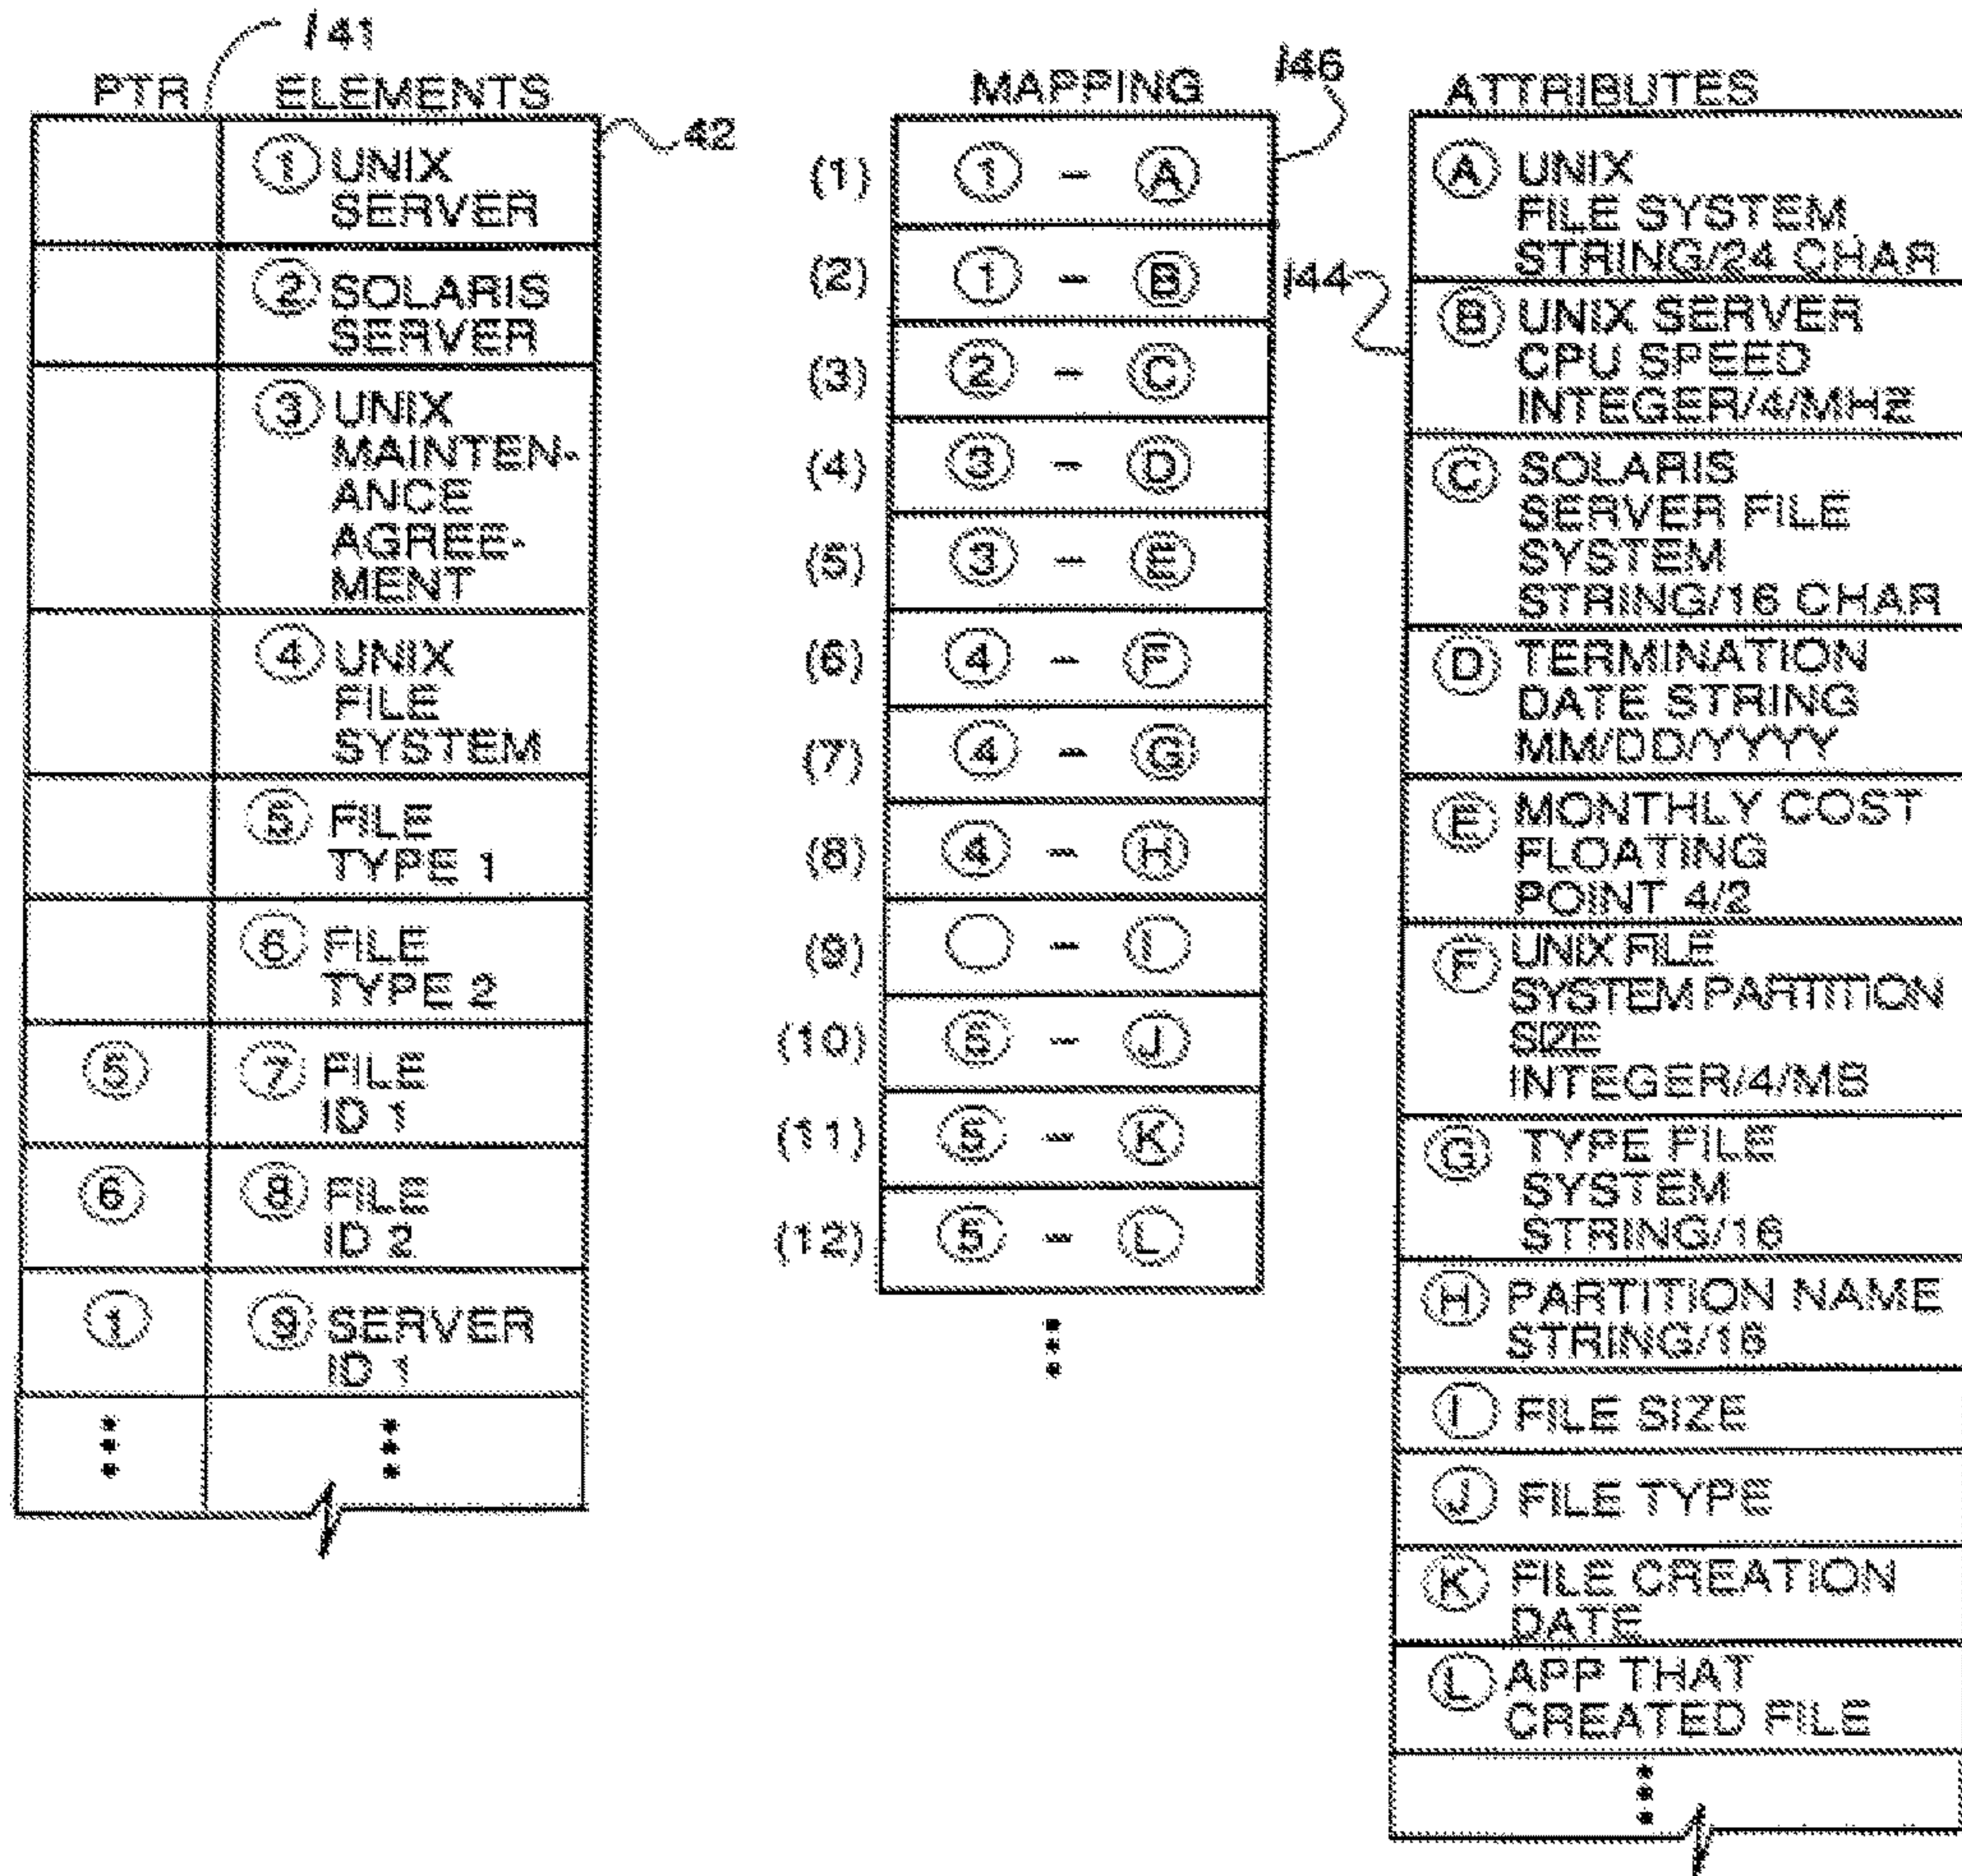 141
PTR ELEMENTS
42
1 UNIX
SERVER
2 SOLARIS
SERVER
3 UNIX
MAINTEN-
ANCE
AGREE-
MENT
4 UNIX
FILE
SYSTEM
5 FILE
TYPE 1
6 FILE
TYPE 2
5 7 FILE
ID 1
6 8 FILE
ID 2
1 9 SERVER
ID 1
MAPPING
146
(1) 1 - A
(2) 1 - B
(3) 2 - C
(4) 3 - D
(5) 3 - E
(6) 4 - F
(7) 4 - G
(8) 4 - H
(9) - I
(10) 5 - J
(11) 5 - K
(12) 5 - L
ATTRIBUTES
144
A UNIX
FILE SYSTEM
STRING/24 CHAR
B UNIX SERVER
CPU SPEED
INTEGER/4/MHZ
C SOLARIS
SERVER FILE
SYSTEM
STRING/16 CHAR
D TERMINATION
DATE STRING
MM/DD/YYYY
E MONTHLY COST
FLOATING
POINT 4/2
F UNIX FILE
SYSTEM PARTITION
SIZE
INTEGER/4/MB
G TYPE FILE
SYSTEM
STRING/16
H PARTITION NAME
STRING/16
I FILE SIZE
J FILE TYPE
K FILE CREATION
DATE
L APP THAT
CREATED FILE